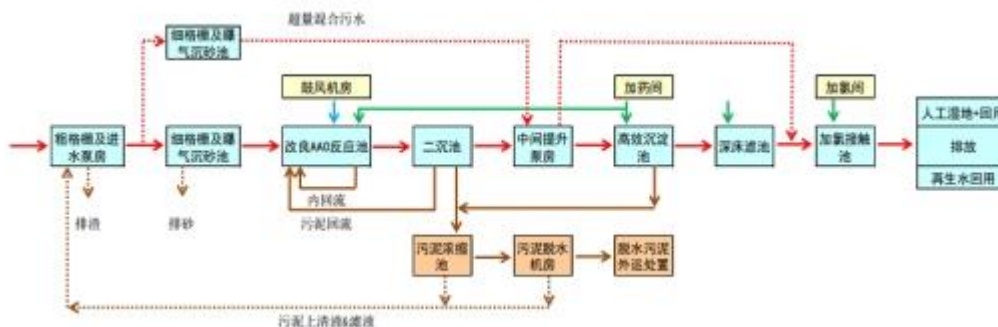 超量混合污水
细格栅及曝
气沉砂池
鼓风机房
加药间
加氯间
粗格栅及进
水泵房
细格栅及曝
气沉砂池
改良AAO反应池
二沉池
中间提升
泵房
高效沉淀
池
深床滤池
加氯接触
池
人工湿地+回用
排放
再生水回用
排渣
排砂
内回流
污泥回流
污泥浓缩
池
污泥脱水
机房
脱水污泥
外运处置
污泥上清液&滤液